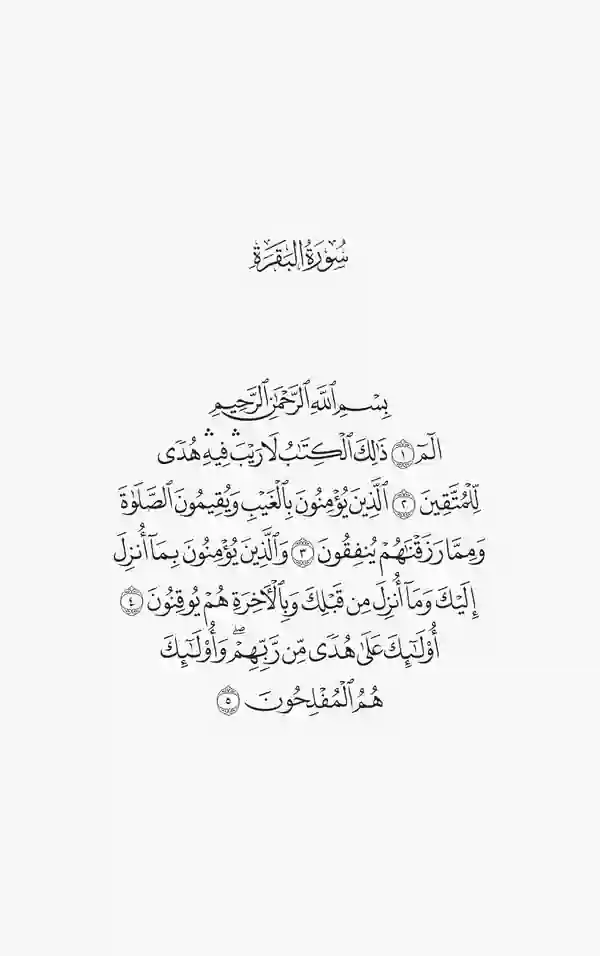 سُورَةُ البَقَرَةِ
بِسْمِ ٱللَّهِ ٱلرَّحْمَٰنِ ٱلرَّحِيمِ
الٓمٓ ١ ذَٰلِكَ ٱلْكِتَٰبُ لَا رَيْبَ ۛ فِيهِ ۛ هُدًى
لِّلْمُتَّقِينَ ٢ ٱلَّذِينَ يُؤْمِنُونَ بِٱلْغَيْبِ وَيُقِيمُونَ ٱلصَّلَوٰةَ
وَمِمَّا رَزَقْنَٰهُمْ يُنفِقُونَ ٣ وَٱلَّذِينَ يُؤْمِنُونَ بِمَآ أُنزِلَ
إِلَيْكَ وَمَآ أُنزِلَ مِن قَبْلِكَ وَبِٱلْءَاخِرَةِ هُمْ يُوقِنُونَ ٤
أُو۟لَٰٓئِكَ عَلَىٰ هُدًى مِّن رَّبِّهِمْ ۖ وَأُو۟لَٰٓئِكَ
هُمُ ٱلْمُفْلِحُونَ ٥